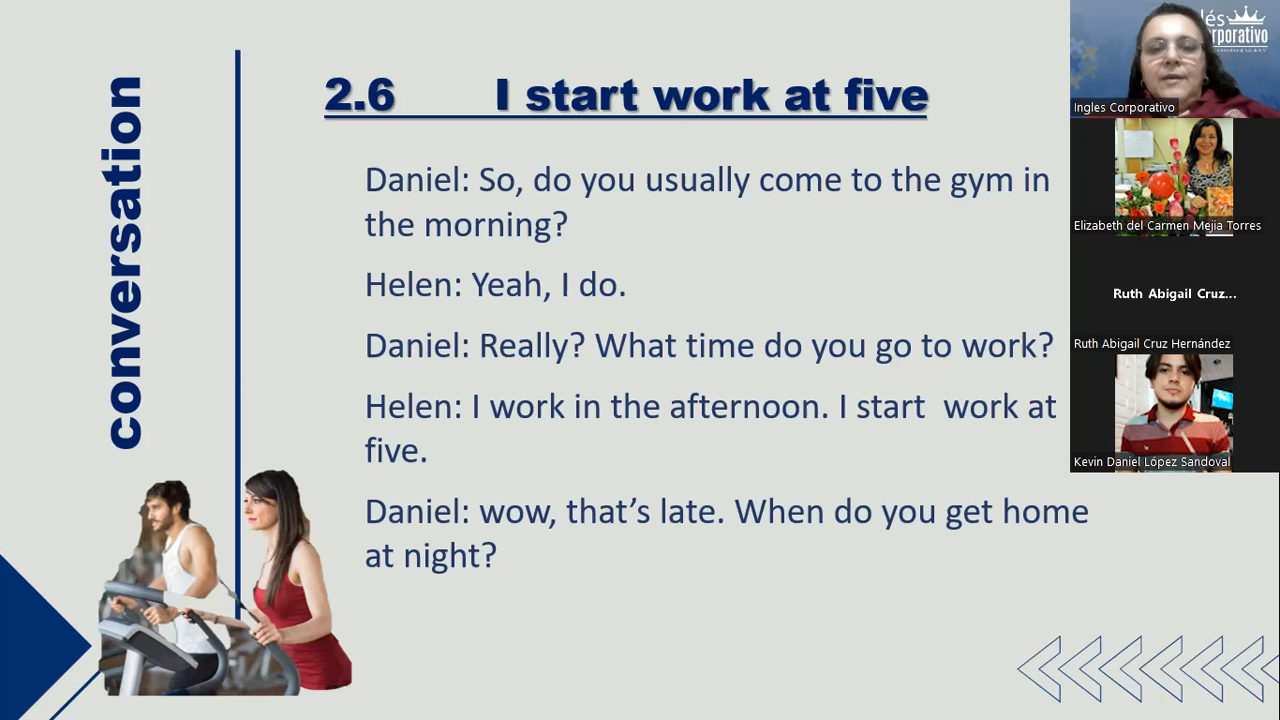 conversation
2.6 I start work at five
Daniel: So, do you usually come to the gym in
the morning?
Helen: Yeah, I do.
Daniel: Really? What time do you go to work?
Helen: I work in the afternoon. I start  work at
five.
Daniel: wow, that’s late. When do you get home
at night?
Ingles Corporativo
Elizabeth del Carmen Mejia Torres
Ruth Abigail Cruz...
Ruth Abigail Cruz Hernández
Kevin Daniel López Sandoval